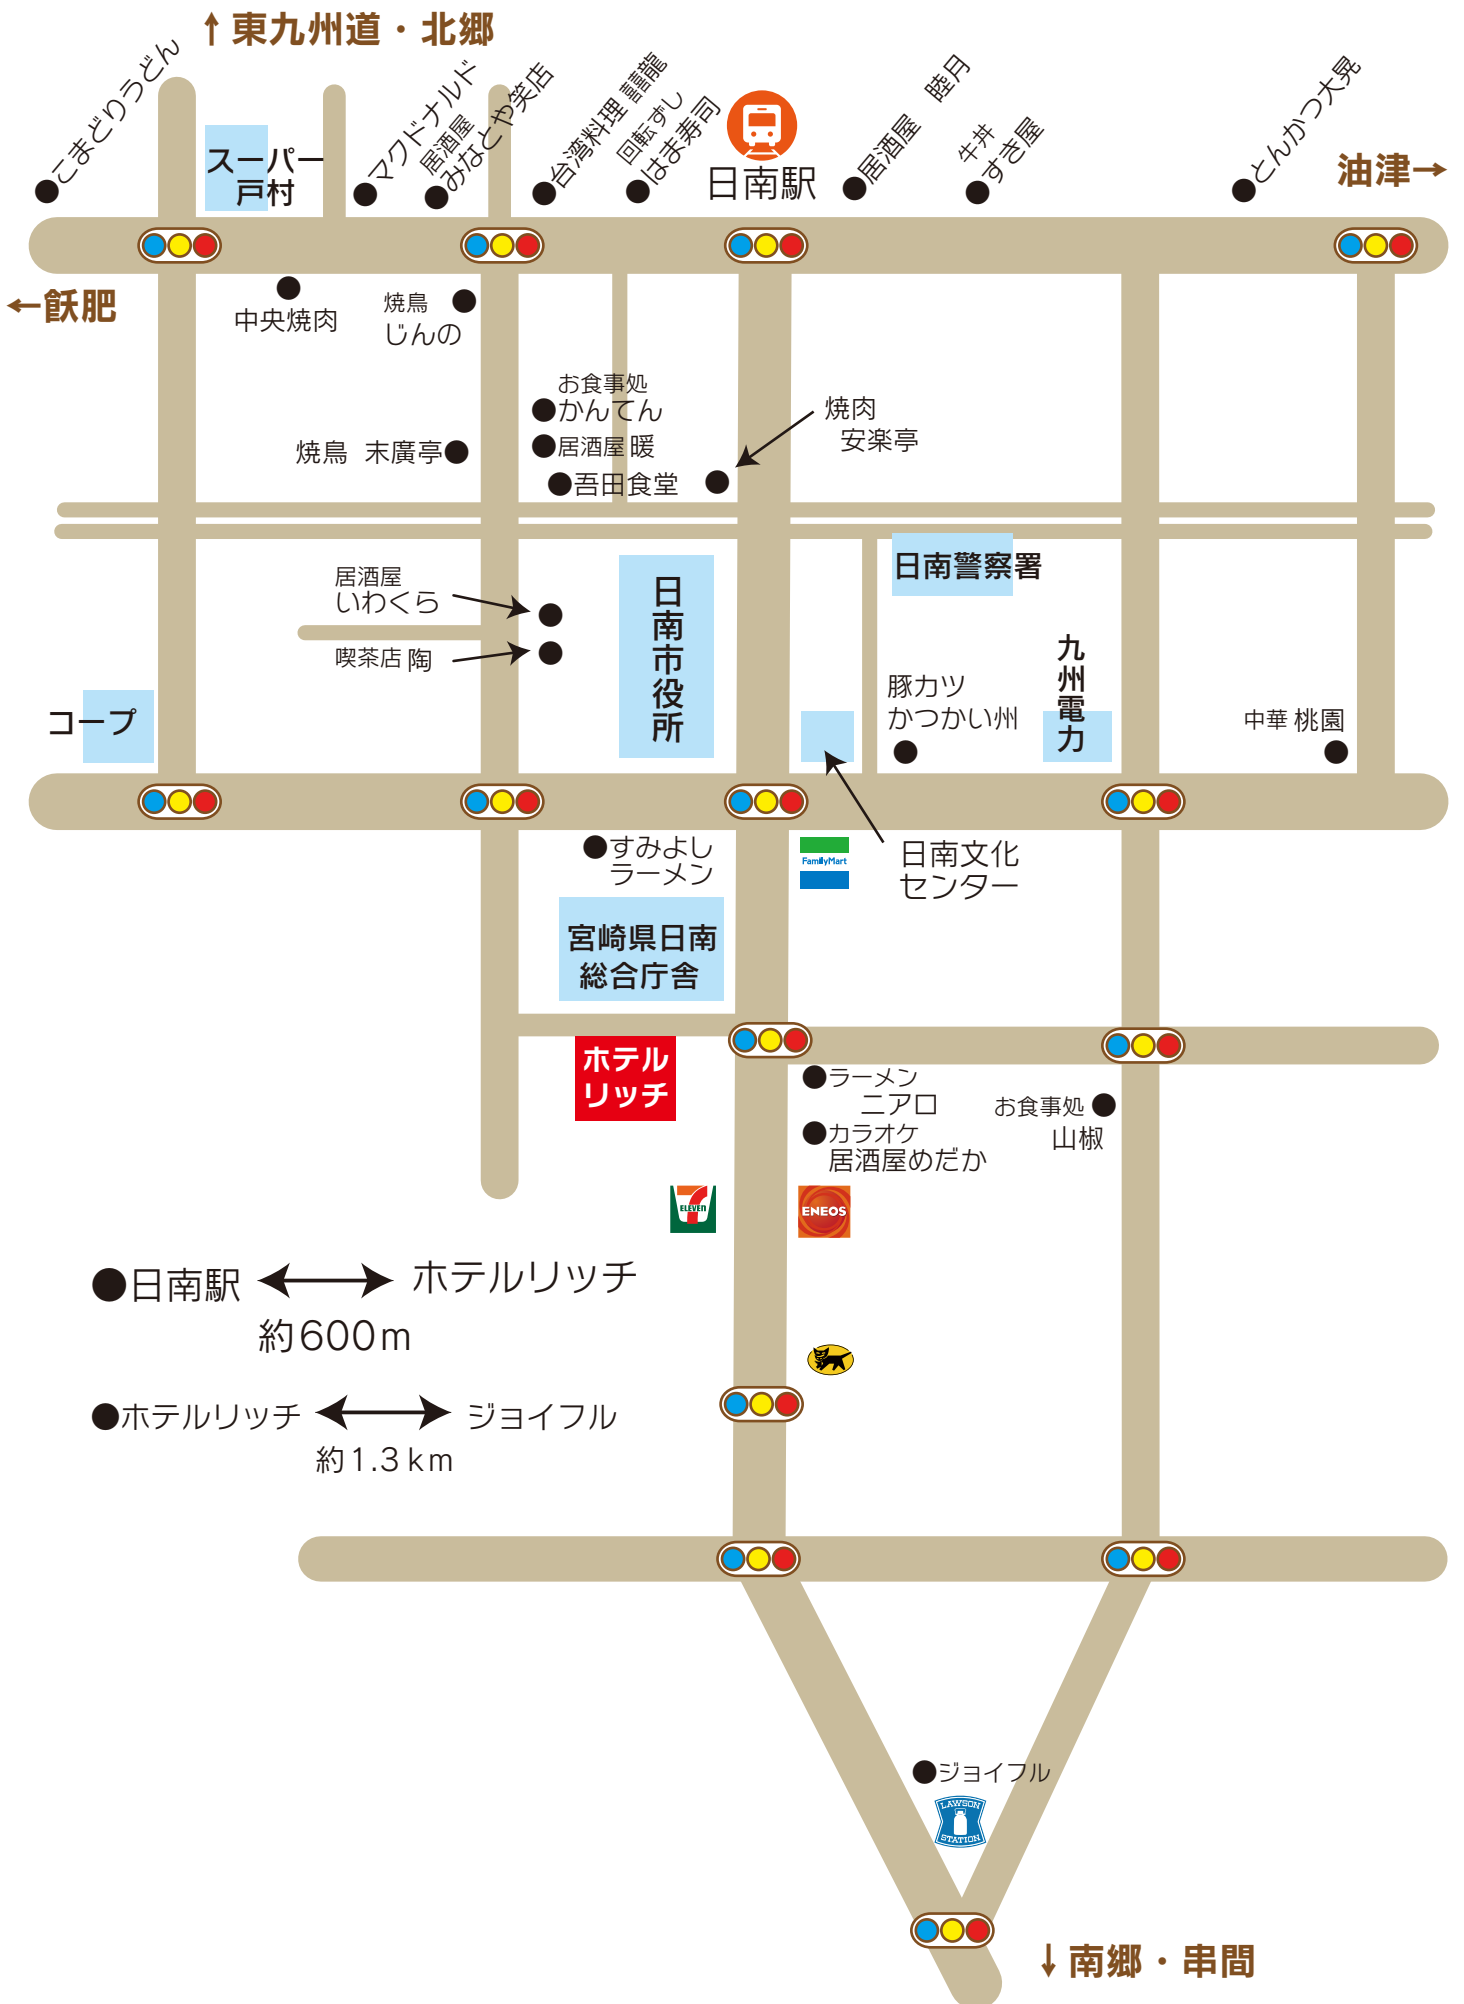 ↑東九州道・北郷
こまどりうどん
スーパー
戸村
マクドナルド
居酒屋
みなとや笑店
台湾料理 囍龍
回転ずし
はま寿司
日南駅
居酒屋 陸月
牛丼
すき屋
とんかつ大晃
油津→
←飫肥
中央焼肉
焼鳥
じんの
お食事処
かんてん
焼肉
安楽亭
焼鳥 末廣亭
居酒屋 暖
吾田食堂
日南警察署
居酒屋
いわくら
日南市役所
喫茶店 陶
九州電力
豚カツ
かつかい州
コープ
中華 桃園
すみよし
ラーメン
FamilyMart
日南文化
センター
宮崎県日南
総合庁舎
ホテル
リッチ
ラーメン
ニアロ
お食事処
山椒
カラオケ
居酒屋めだか
7
ELEVEn
ENEOS
●日南駅 ↔ ホテルリッチ
約600m
●ホテルリッチ ↔ ジョイフル
約1.3km
ジョイフル
LAWSON
STATION
↓南郷・串間